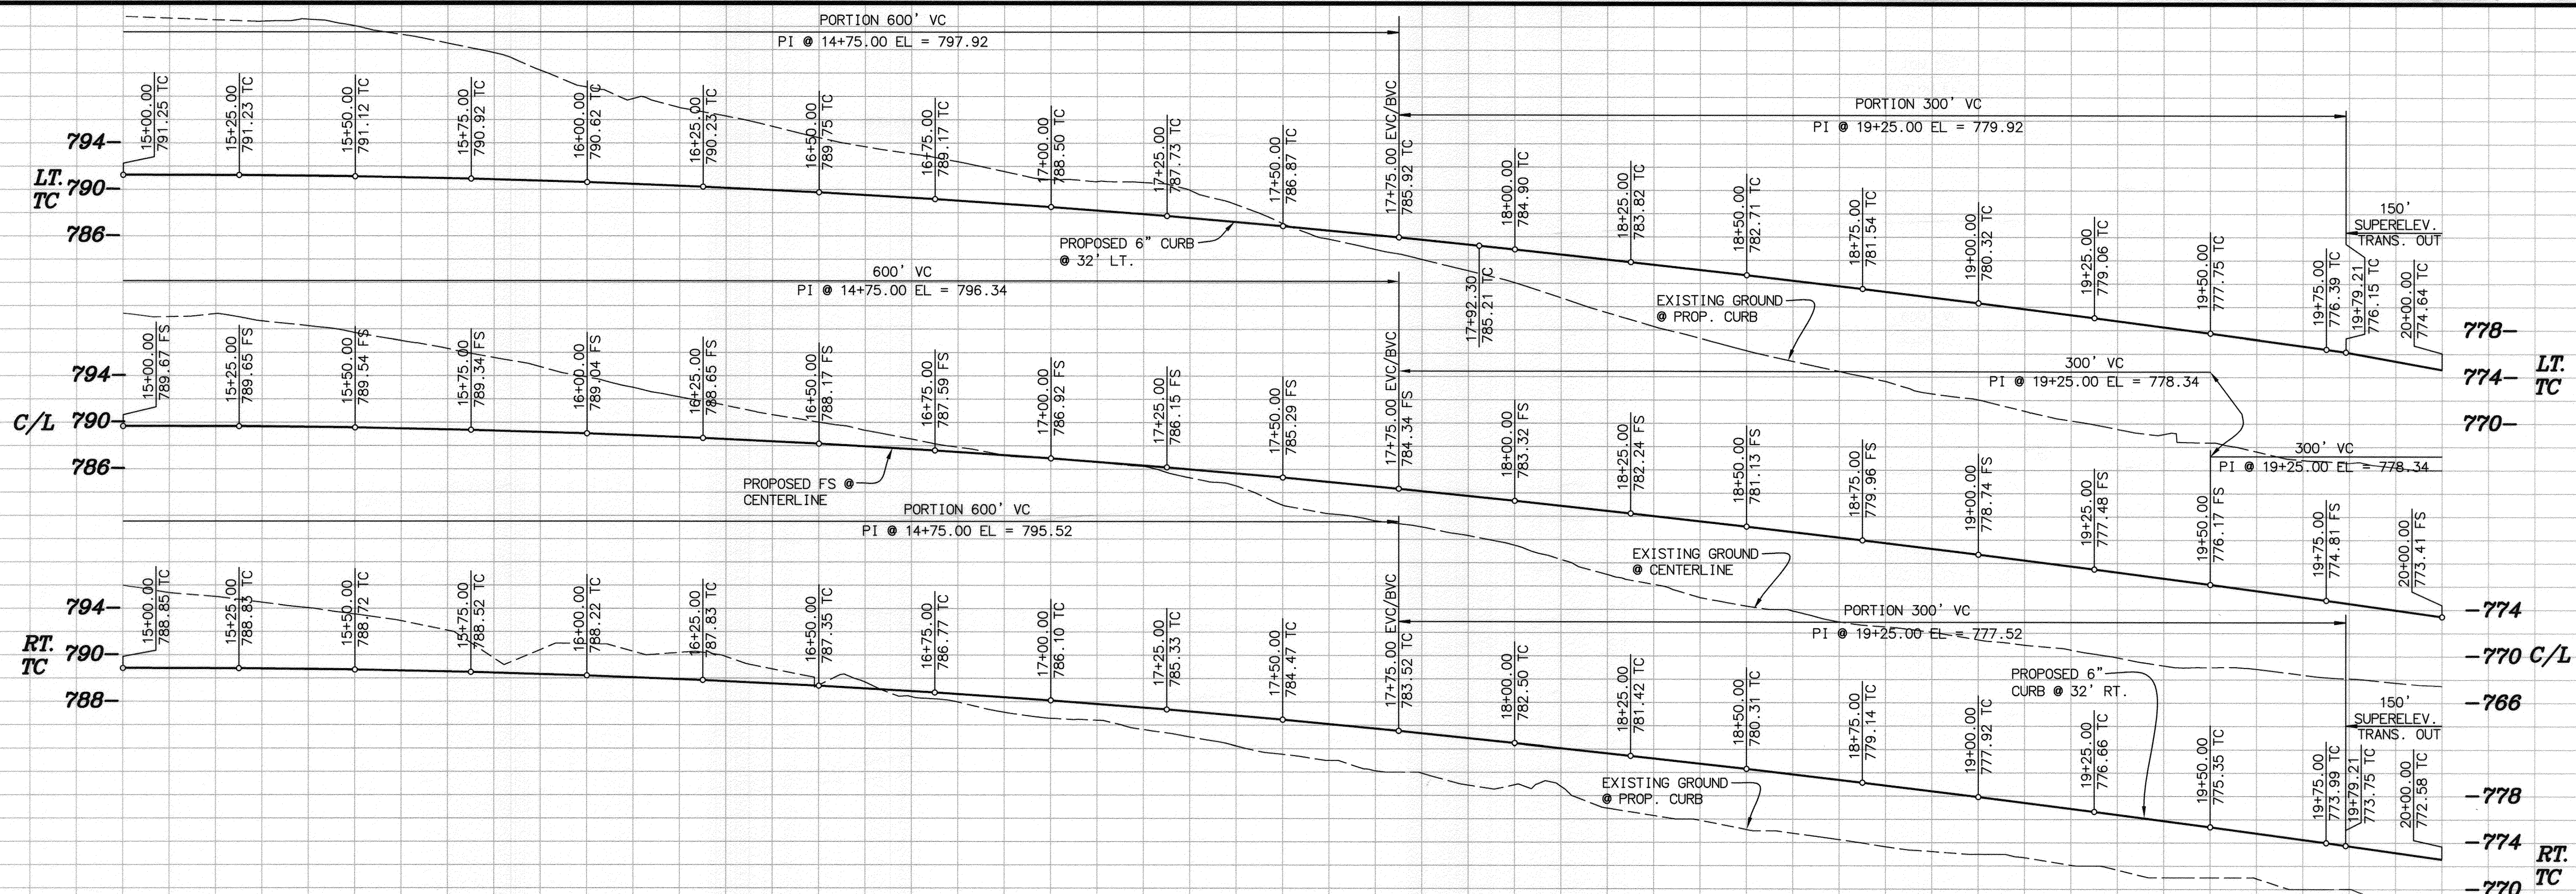 PORTION 600' VC
PI @ 14+75.00 EL = 797.92
PORTION 300' VC
PI @ 19+25.00 EL = 779.92
794
LT.
TC
790
786
15+00.00
791.25 TC
15+25.00
791.23 TC
15+50.00
791.12 TC
15+75.00
790.92 TC
16+00.00
790.62 TC
16+25.00
790.23 TC
16+50.00
789.75 TC
16+75.00
789.17 TC
17+00.00
788.50 TC
17+25.00
787.73 TC
17+50.00
786.87 TC
17+75.00 EVC/BVC
785.92 TC
17+92.30
785.21 TC
18+00.00
784.90 TC
18+25.00
783.82 TC
18+50.00
782.71 TC
18+75.00
781.54 TC
19+00.00
780.32 TC
19+25.00
779.06 TC
19+50.00
777.75 TC
19+75.00
776.39 TC
19+79.21
776.15 TC
20+00.00
774.64 TC
150'
SUPERELEV.
TRANS. OUT
PROPOSED 6" CURB
@ 32' LT.
EXISTING GROUND
@ PROP. CURB
778
774
LT.
TC
770
600' VC
PI @ 14+75.00 EL = 796.34
300' VC
PI @ 19+25.00 EL = 778.34
300' VC
PI @ 19+25.00 EL = 778.34
794
C/L
790
786
15+00.00
789.67 FS
15+25.00
789.65 FS
15+50.00
789.54 FS
15+75.00
789.34 FS
16+00.00
789.04 FS
16+25.00
788.65 FS
16+50.00
788.17 FS
16+75.00
787.59 FS
17+00.00
786.92 FS
17+25.00
786.15 FS
17+50.00
785.29 FS
17+75.00 EVC/BVC
784.34 FS
18+00.00
783.32 FS
18+25.00
782.24 FS
18+50.00
781.13 FS
18+75.00
779.96 FS
19+00.00
778.74 FS
19+25.00
777.48 FS
19+50.00
776.17 FS
19+75.00
774.81 FS
20+00.00
773.41 FS
PROPOSED FS @
CENTERLINE
EXISTING GROUND
@ CENTERLINE
774
770 C/L
766
PORTION 600' VC
PI @ 14+75.00 EL = 795.52
PORTION 300' VC
PI @ 19+25.00 EL = 777.52
794
RT.
TC
790
788
15+00.00
788.85 TC
15+25.00
788.83 TC
15+50.00
788.72 TC
15+75.00
788.52 TC
16+00.00
788.22 TC
16+25.00
787.83 TC
16+50.00
787.35 TC
16+75.00
786.77 TC
17+00.00
786.10 TC
17+25.00
785.33 TC
17+50.00
784.47 TC
17+75.00 EVC/BVC
783.52 TC
18+00.00
782.50 TC
18+25.00
781.42 TC
18+50.00
780.31 TC
18+75.00
779.14 TC
19+00.00
777.92 TC
19+25.00
776.66 TC
19+50.00
775.35 TC
19+75.00
773.99 TC
19+79.21
773.75 TC
20+00.00
772.58 TC
PROPOSED 6"
CURB @ 32' RT.
150'
SUPERELEV.
TRANS. OUT
EXISTING GROUND
@ PROP. CURB
778
774
RT.
TC
770